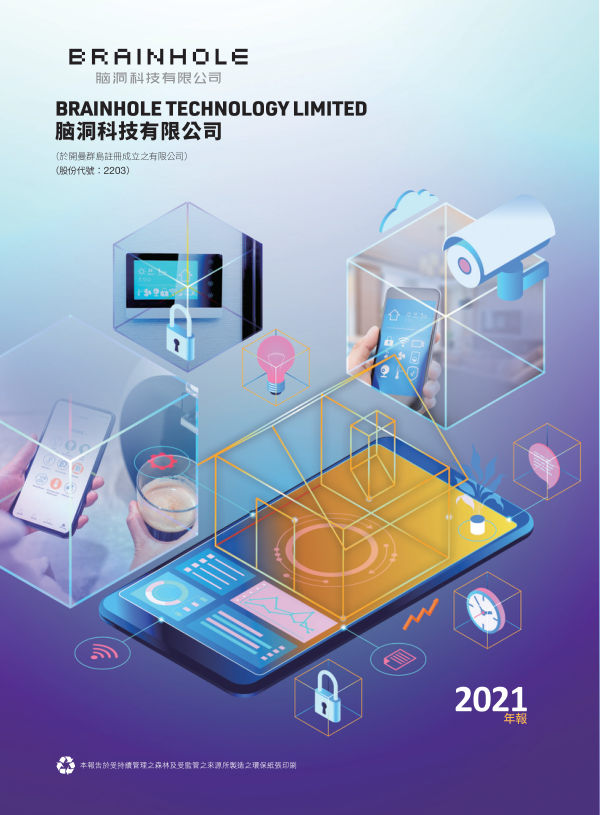 BRAINHOLE
脑洞科技有限公司
BRAINHOLE TECHNOLOGY LIMITED
脑洞科技有限公司
（於開曼群島註冊成立之有限公司）
（股份代號：2203）
2021
年報
本報告於受持續管理之森林及受監管之來源所製造之環保紙張印刷